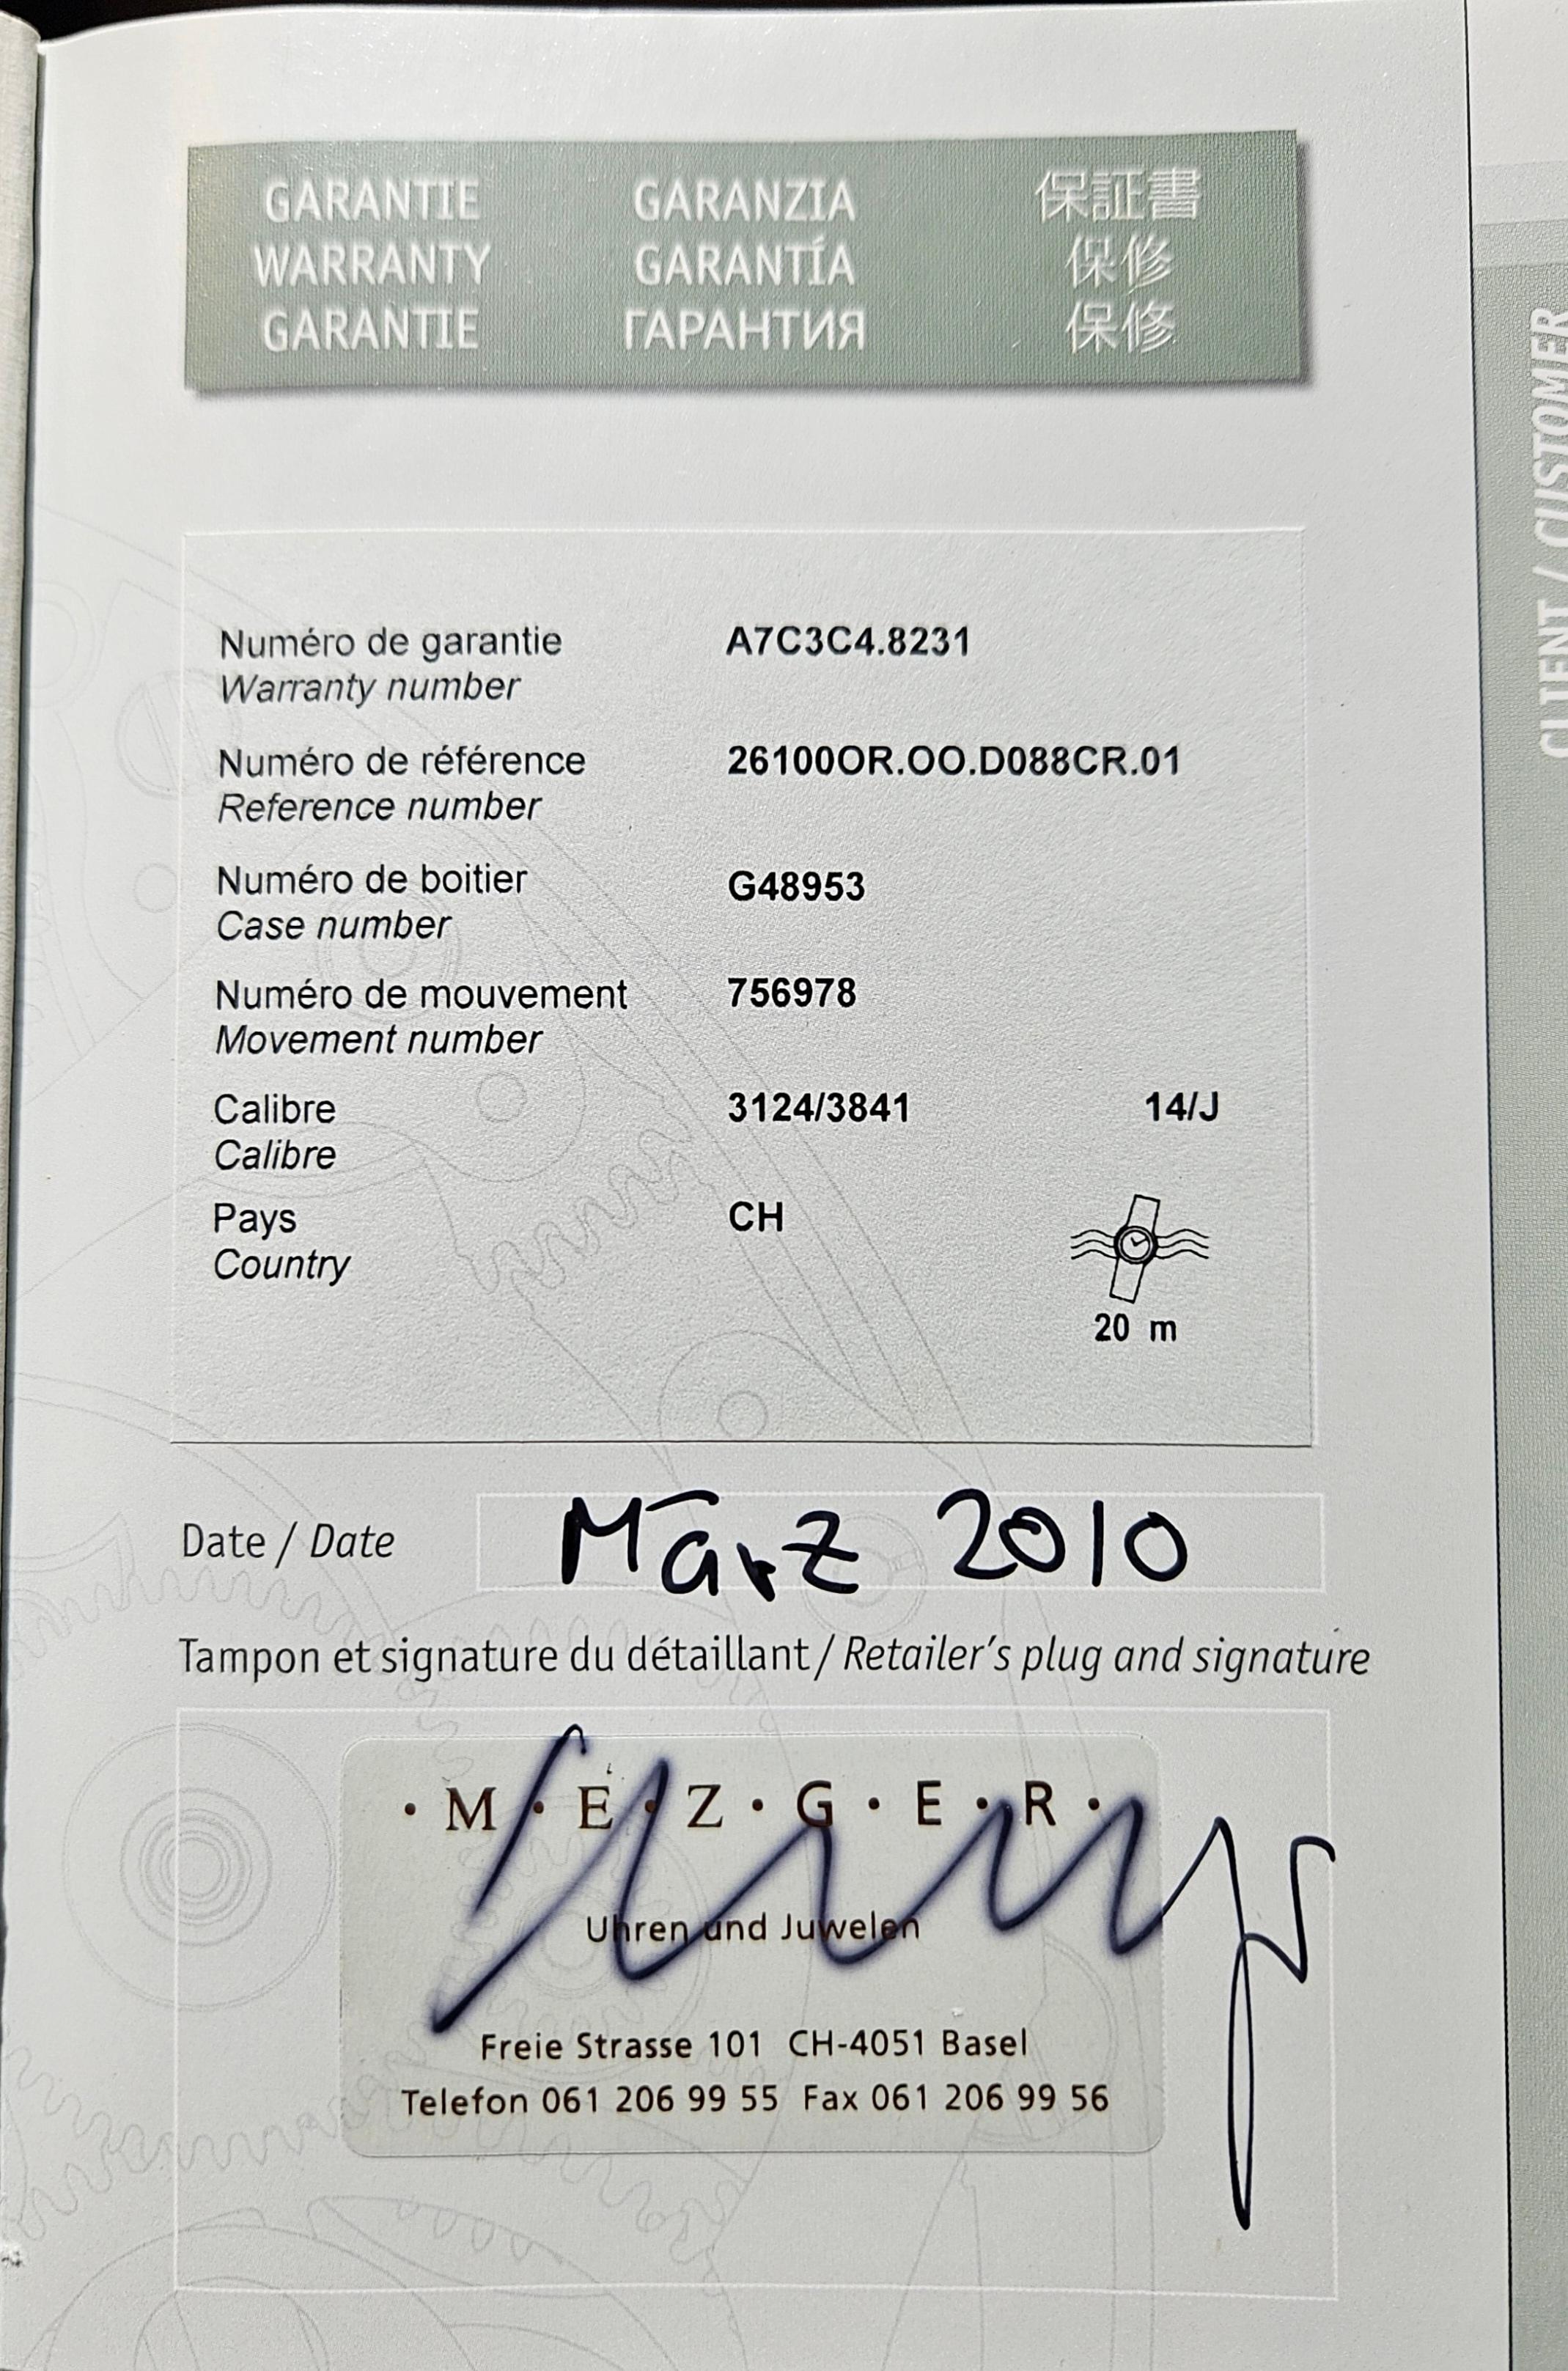 GARANTIE GARANZIA 保証書
WARRANTY GARANTÍA 保修
GARANTIE ГАРАНТИЯ 保修
Numéro de garantie A7C3C4.8231
Warranty number
Numéro de référence 26100OR.OO.D088CR.01
Reference number
Numéro de boitier G48953
Case number
Numéro de mouvement 756978
Movement number
Calibre 3124/3841 14/J
Calibre
Pays CH
Country
20 m
Date / Date März 2010
Tampon et signature du détaillant / Retailer's plug and signature
· M · E · Z · G · E · R ·
Uhren und Juwelen
Freie Strasse 101 CH-4051 Basel
Telefon 061 206 99 55 Fax 061 206 99 56
CLIENT / CUSTOMER